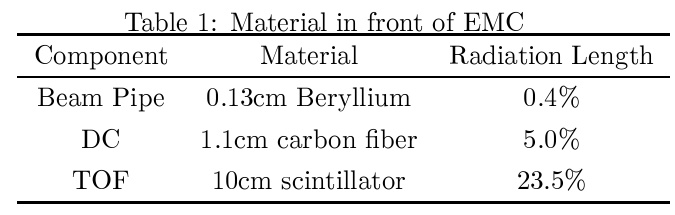 Table 1: Material in front of EMC
Component Material Radiation Length
Beam Pipe 0.13cm Beryllium 0.4%
DC 1.1cm carbon fiber 5.0%
TOF 10cm scintillator 23.5%